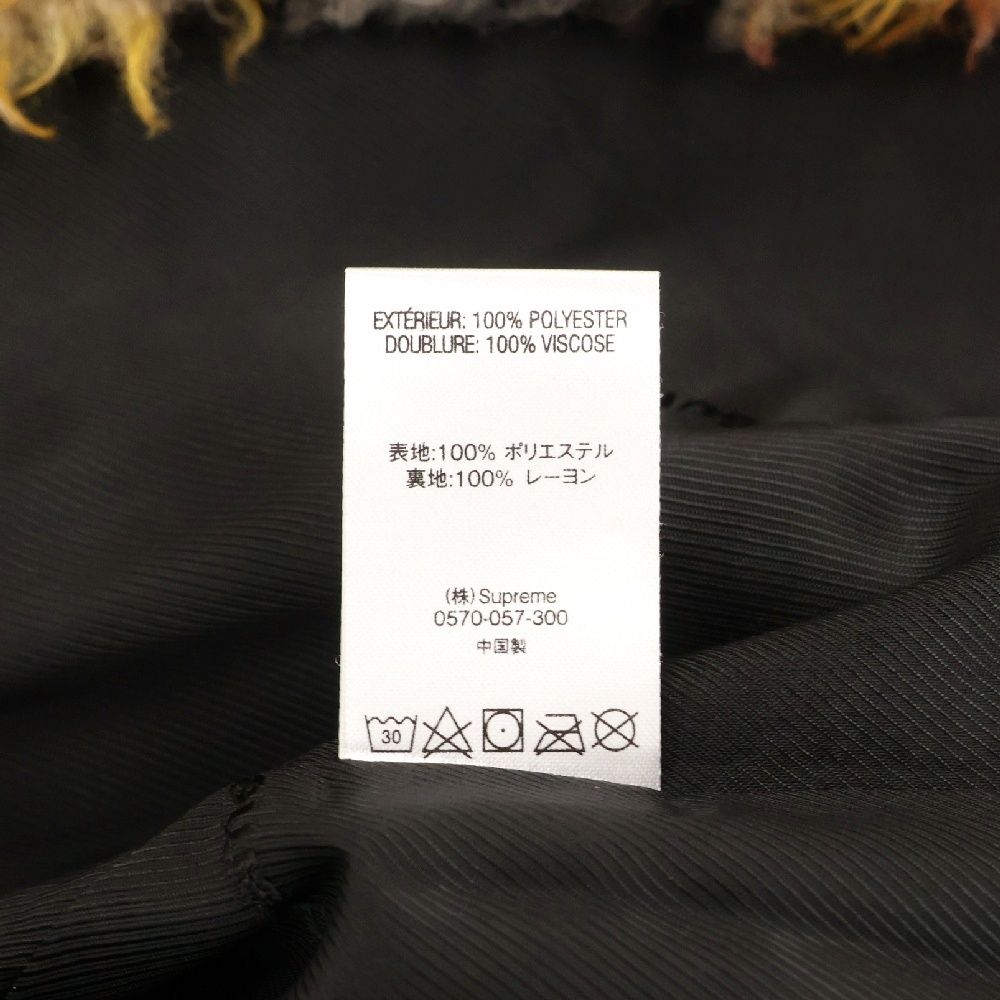 EXTÉRIEUR: 100% POLYESTER
DOUBLURE: 100% VISCOSE
表地:100% ポリエステル
裏地:100% レーヨン
(株)Supreme
0570-057-300
中国製
30